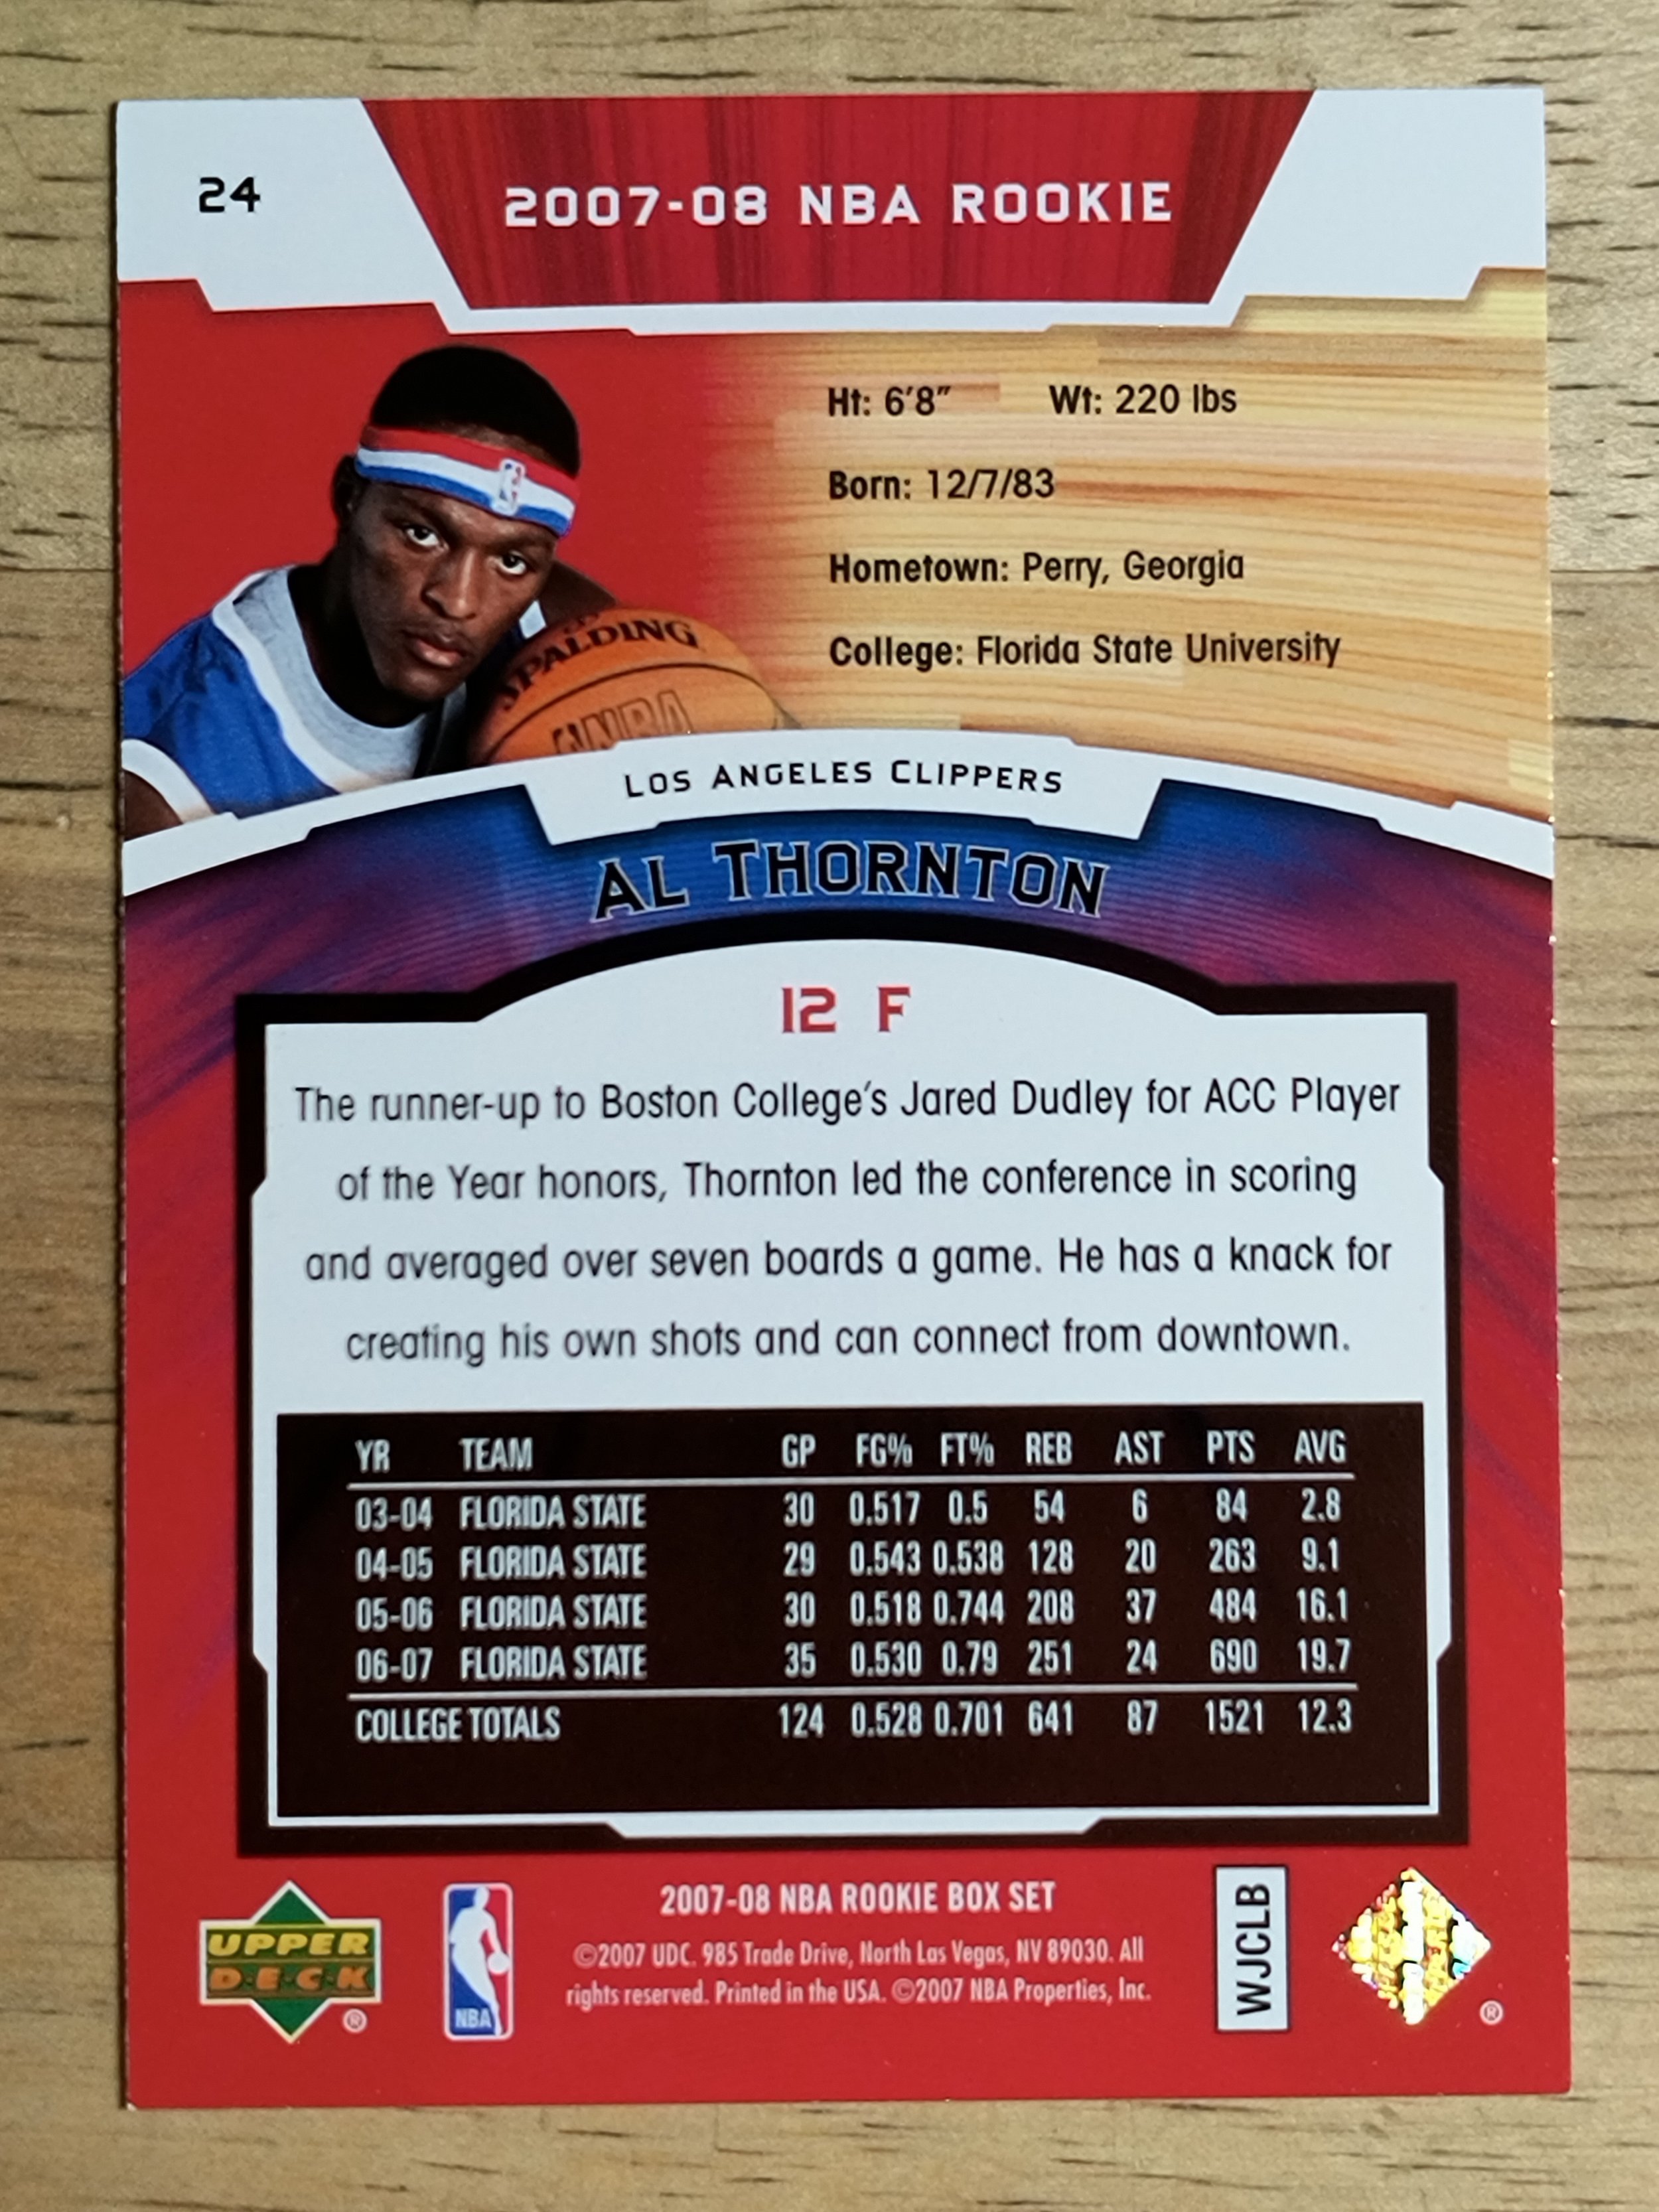 24
2007-08 NBA ROOKIE
Ht: 6'8" Wt: 220 lbs
Born: 12/7/83
Hometown: Perry, Georgia
College: Florida State University
SPALDING
NBA
LOS ANGELES CLIPPERS
AL THORNTON
12 F
The runner-up to Boston College's Jared Dudley for ACC Player
of the Year honors, Thornton led the conference in scoring
and averaged over seven boards a game. He has a knack for
creating his own shots and can connect from downtown.
YR TEAM GP FG% FT% REB AST PTS AVG
03-04 FLORIDA STATE 30 0.517 0.5 54 6 84 2.8
04-05 FLORIDA STATE 29 0.543 0.538 128 20 263 9.1
05-06 FLORIDA STATE 30 0.518 0.744 208 37 484 16.1
06-07 FLORIDA STATE 35 0.530 0.79 251 24 690 19.7
COLLEGE TOTALS 124 0.528 0.701 641 87 1521 12.3
UPPER
D·E·C·K
®
NBA
2007-08 NBA ROOKIE BOX SET
©2007 UDC. 985 Trade Drive, North Las Vegas, NV 89030. All
rights reserved. Printed in the USA. ©2007 NBA Properties, Inc.
WJCLB
®